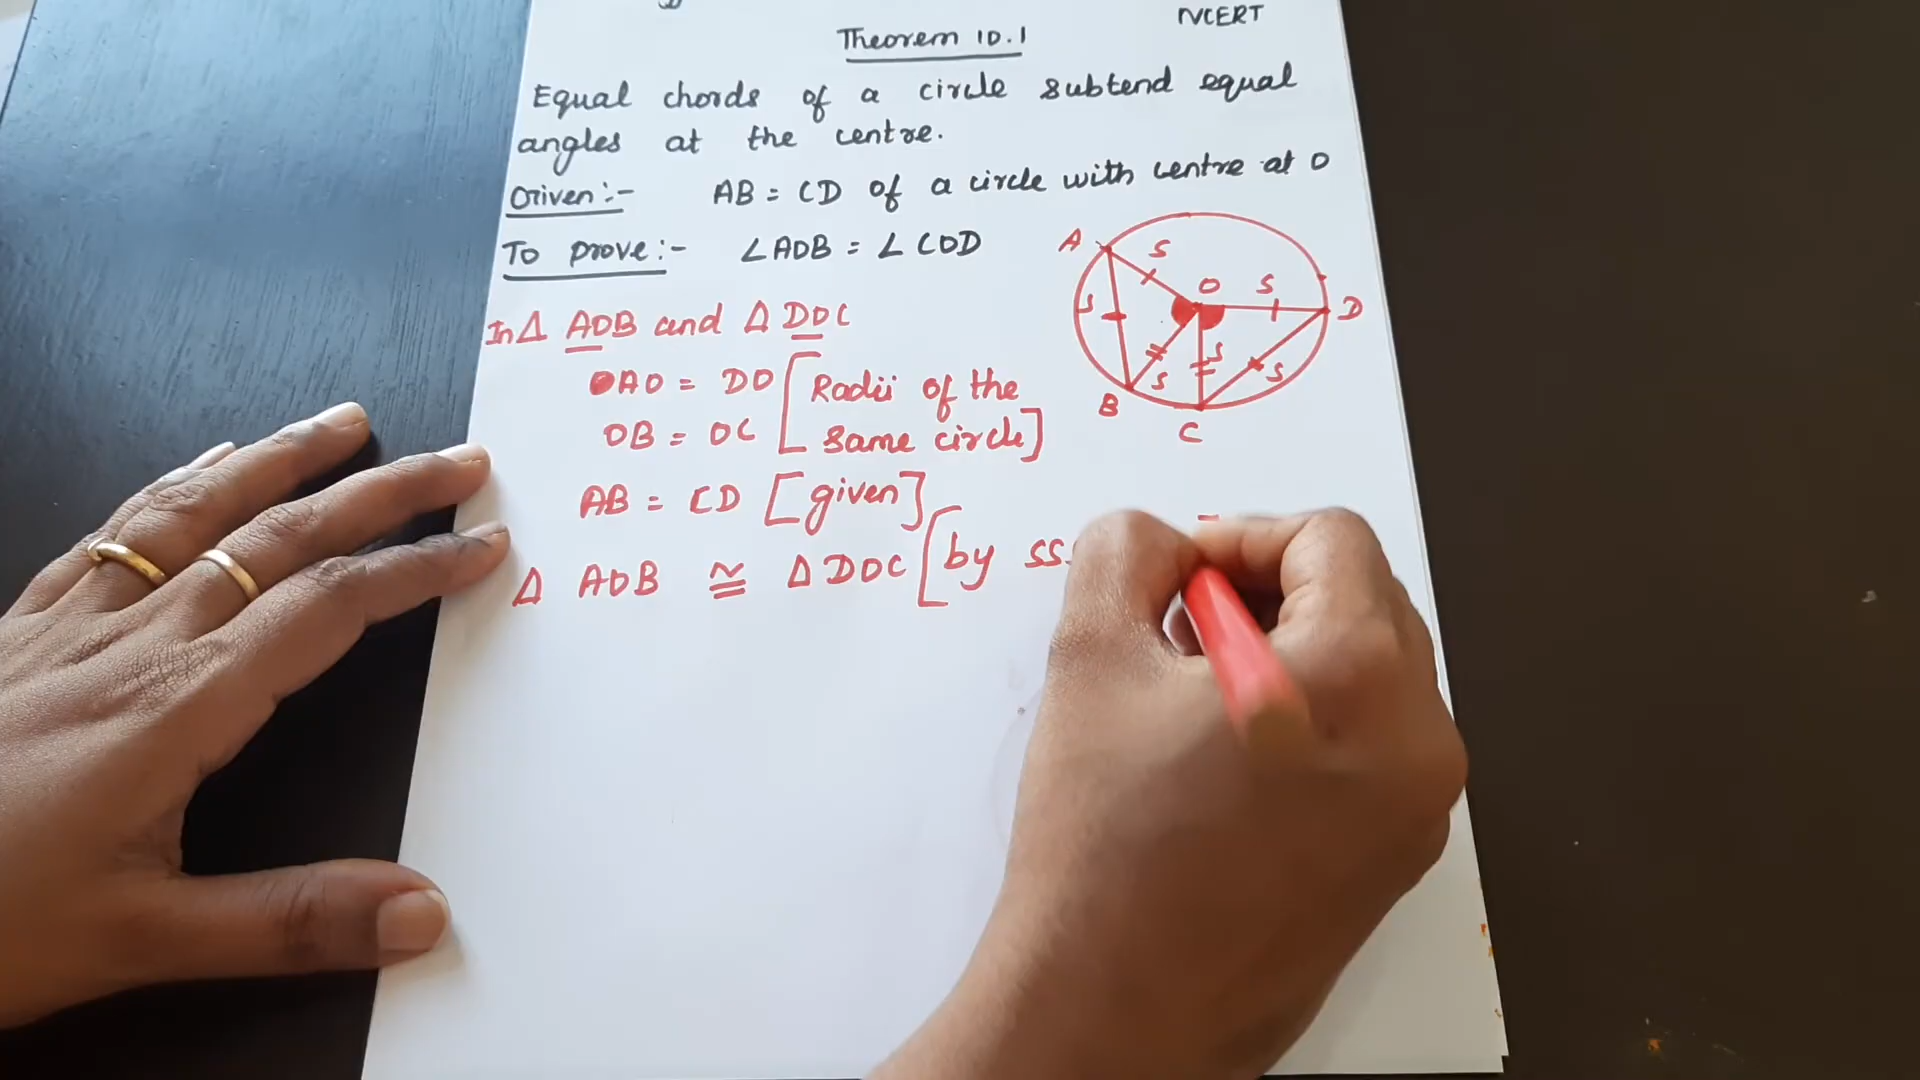 NCERT
Theorem 10.1
Equal chords of a circle subtend equal
angles at the centre.
Given:- AB = CD of a circle with centre at O
To prove:- ∠AOB = ∠COD
In Δ AOB and Δ DOC
AO = DO [Radii of the
OB = OC same circle]
AB = CD [given]
Δ AOB ≅ Δ DOC [by SS
A
S
O
S
D
S
S
S
S
B
C